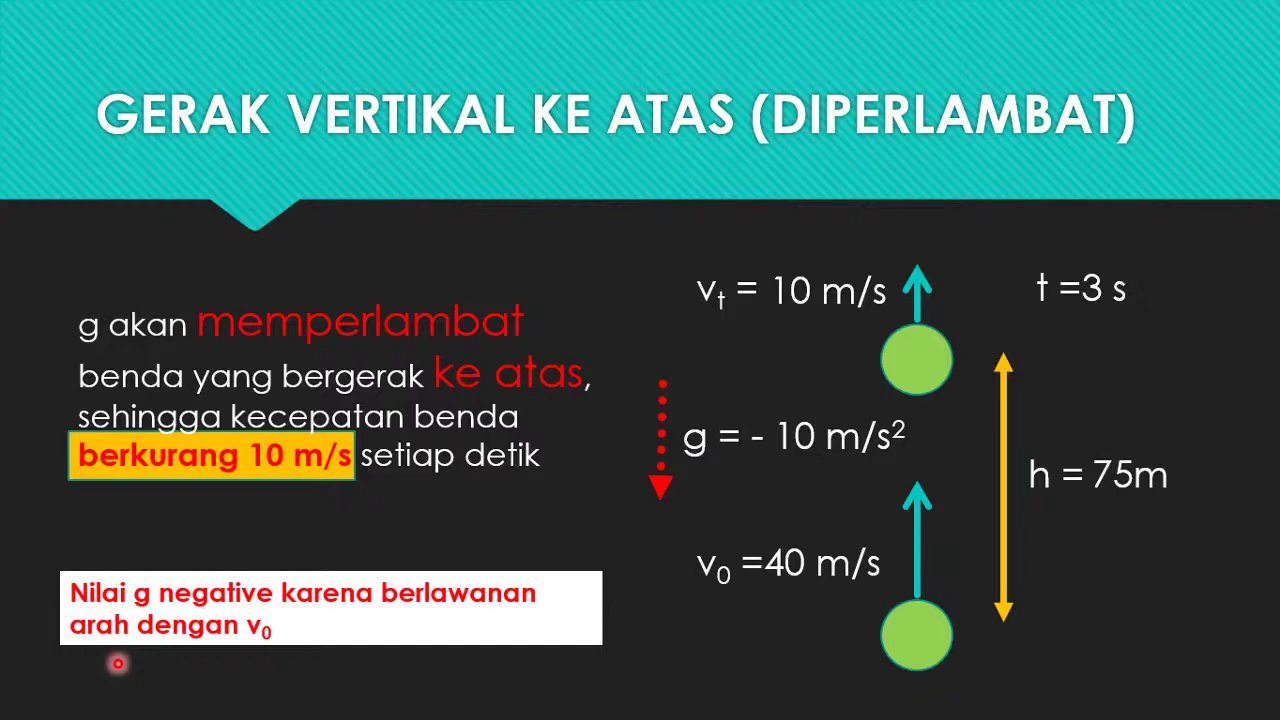 GERAK VERTIKAL KE ATAS (DIPERLAMBAT)
g akan memperlambat
benda yang bergerak ke atas,
sehingga kecepatan benda
berkurang 10 m/s setiap detik
Nilai g negative karena berlawanan
arah dengan v₀
vₜ = 10 m/s
t =3 s
g = - 10 m/s²
h = 75m
v₀ =40 m/s